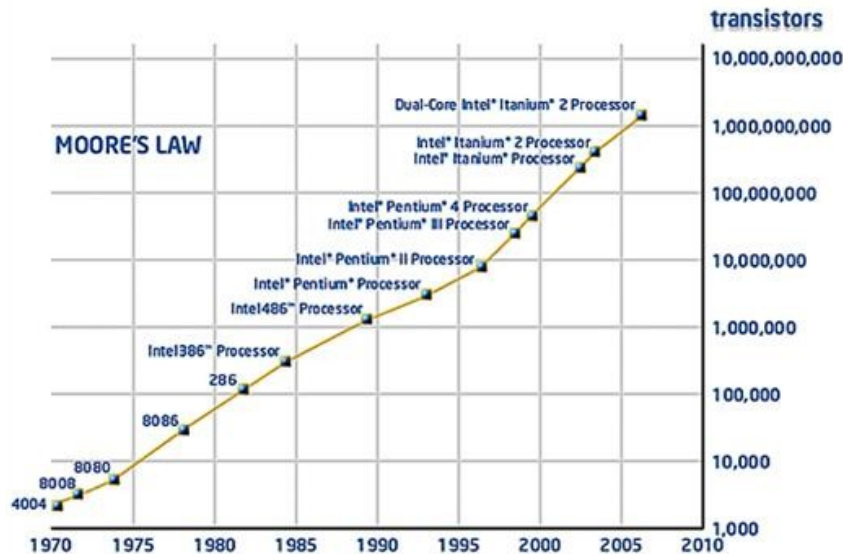 transistors
10,000,000,000
Dual-Core Intel® Itanium® 2 Processor
1,000,000,000
MOORE'S LAW
Intel® Itanium® 2 Processor
Intel® Itanium® Processor
100,000,000
Intel® Pentium® 4 Processor
Intel® Pentium® III Processor
Intel® Pentium® II Processor
10,000,000
Intel® Pentium® Processor
Intel486™ Processor
1,000,000
Intel386™ Processor
286
100,000
8086
8080
10,000
8008
4004
1,000
1970 1975 1980 1985 1990 1995 2000 2005 2010